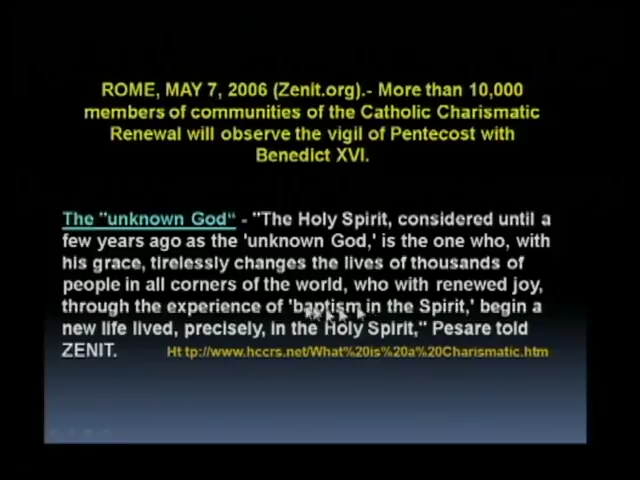 ROME, MAY 7, 2006 (Zenit.org).- More than 10,000
members of communities of the Catholic Charismatic
Renewal will observe the vigil of Pentecost with
Benedict XVI.
The "unknown God“ - "The Holy Spirit, considered until a
few years ago as the 'unknown God,' is the one who, with
his grace, tirelessly changes the lives of thousands of
people in all corners of the world, who with renewed joy,
through the experience of 'baptism in the Spirit,' begin a
new life lived, precisely, in the Holy Spirit," Pesare told
ZENIT. Ht tp://www.hccrs.net/What%20is%20a%20Charismatic.htm